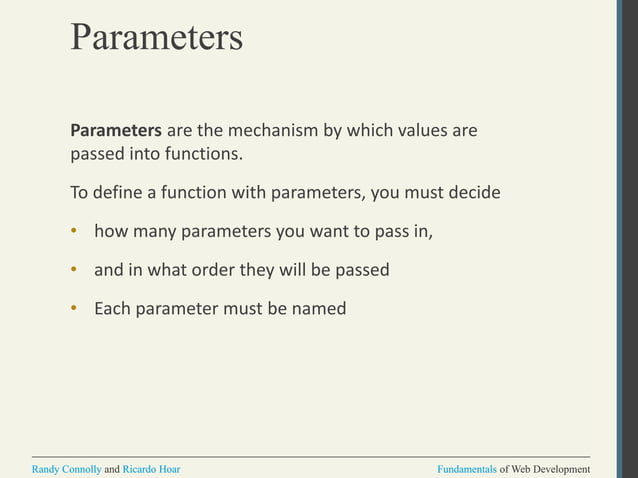 Parameters
Parameters are the mechanism by which values are
passed into functions.
To define a function with parameters, you must decide
• how many parameters you want to pass in,
• and in what order they will be passed
• Each parameter must be named
Randy Connolly and Ricardo Hoar
Fundamentals of Web Development